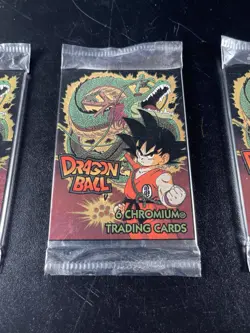 DRAGON
BALL
6 CHROMIUM®
TRADING CARDS